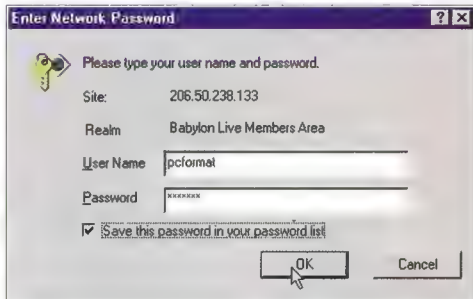 Enter Network Password
Please type your user name and password.
Site: 206.50.238.133
Realm Babylon Live Members Area
User Name pcformat
Password *******
Save this password in your password list
OK Cancel